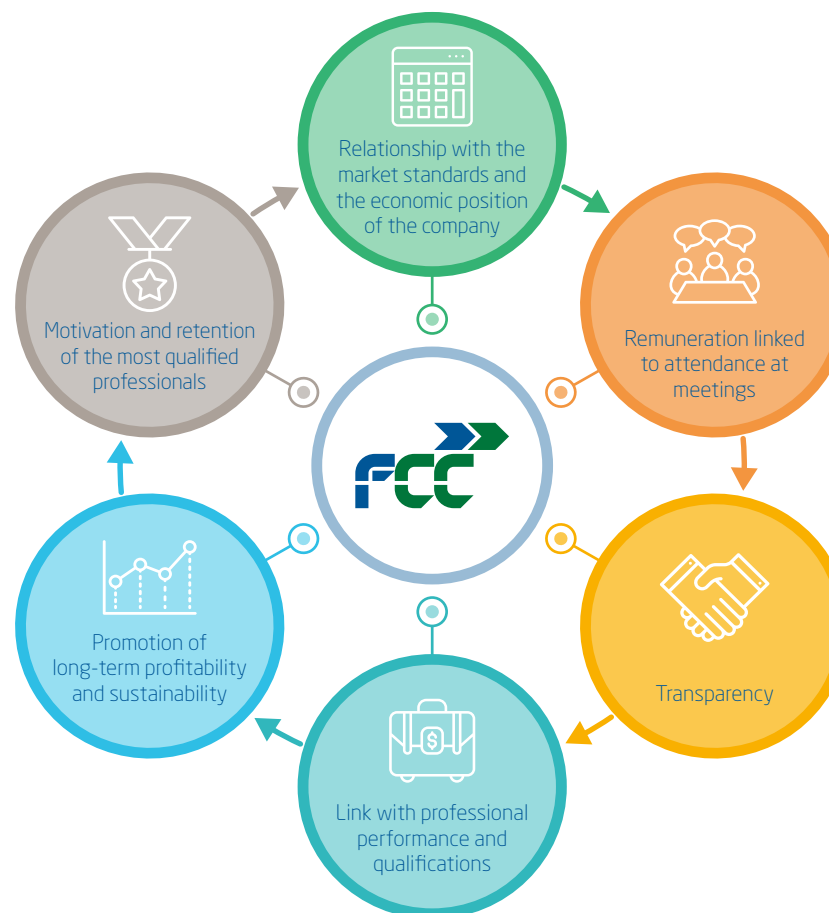 Relationship with the
market standards and
the economic position
of the company
Remuneration linked
to attendance at
meetings
Transparency
Link with professional
performance and
qualifications
$
Promotion of
long-term profitability
and sustainability
Motivation and retention
of the most qualified
professionals
FCC